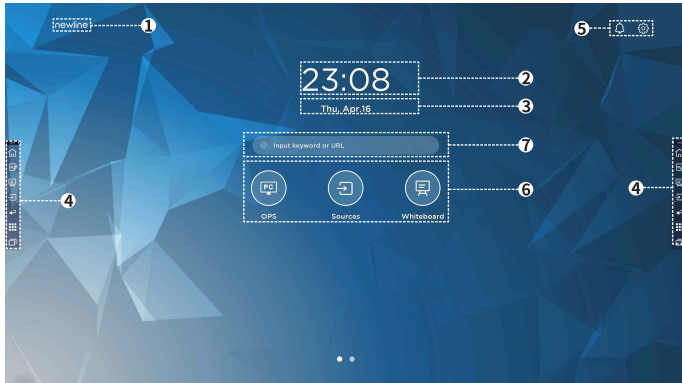 newline
1
5
23:08
2
Thu, Apr.16
3
Input keyword or URL
7
4
4
PC
6
OPS
Sources
Whiteboard